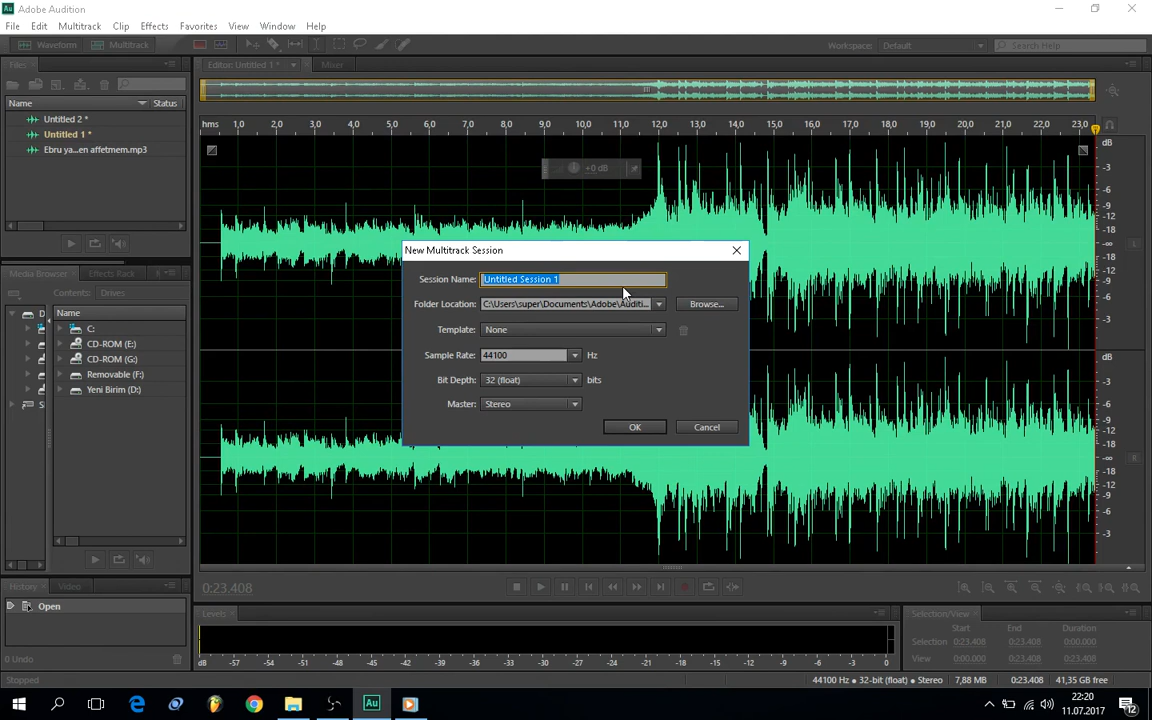 Au Adobe Audition
File Edit Multitrack Clip Effects Favorites View Window Help
Waveform Multitrack Workspace: Default Search Help
Files Editor: Untitled 1 * Mixer
Name Status
Untitled 2 *
Untitled 1 *
Ebru ya...en affetmem.mp3
hms 1,0 2,0 3,0 4,0 5,0 6,0 7,0 8,0 9,0 10,0 11,0 12,0 13,0 14,0 15,0 16,0 17,0 18,0 19,0 20,0 21,0 22,0 23,0
dB
-3
-6
-9
-12
-18
-∞
-18
-12
-9
-6
-3
L
+0 dB
New Multitrack Session
Session Name: Untitled Session 1
Folder Location: C:\Users\super\Documents\Adobe\Auditi... Browse...
Template: None
Sample Rate: 44100 Hz
Bit Depth: 32 (float) bits
Master: Stereo
OK Cancel
Media Browser Effects Rack
Contents: Drives
D Name
C:
CD-ROM (E:)
CD-ROM (G:)
Removable (F:)
Yeni Birim (D:)
S
dB
-3
-6
-9
-12
-18
-∞
-18
-12
-9
-6
-3
R
History Video
Open
0 Undo
0:23.408
Levels
dB -57 -54 -51 -48 -45 -42 -39 -36 -33 -30 -27 -24 -21 -18 -15 -12 -9 -6 -3 0
Selection/View
Start End Duration
Selection 0:23.408 0:23.408 0:00.000
View 0:00.000 0:23.408 0:23.408
Stopped 44100 Hz ● 32-bit (float) ● Stereo 7,88 MB 0:23.408 41,35 GB free
Au
22:20
11.07.2017
12